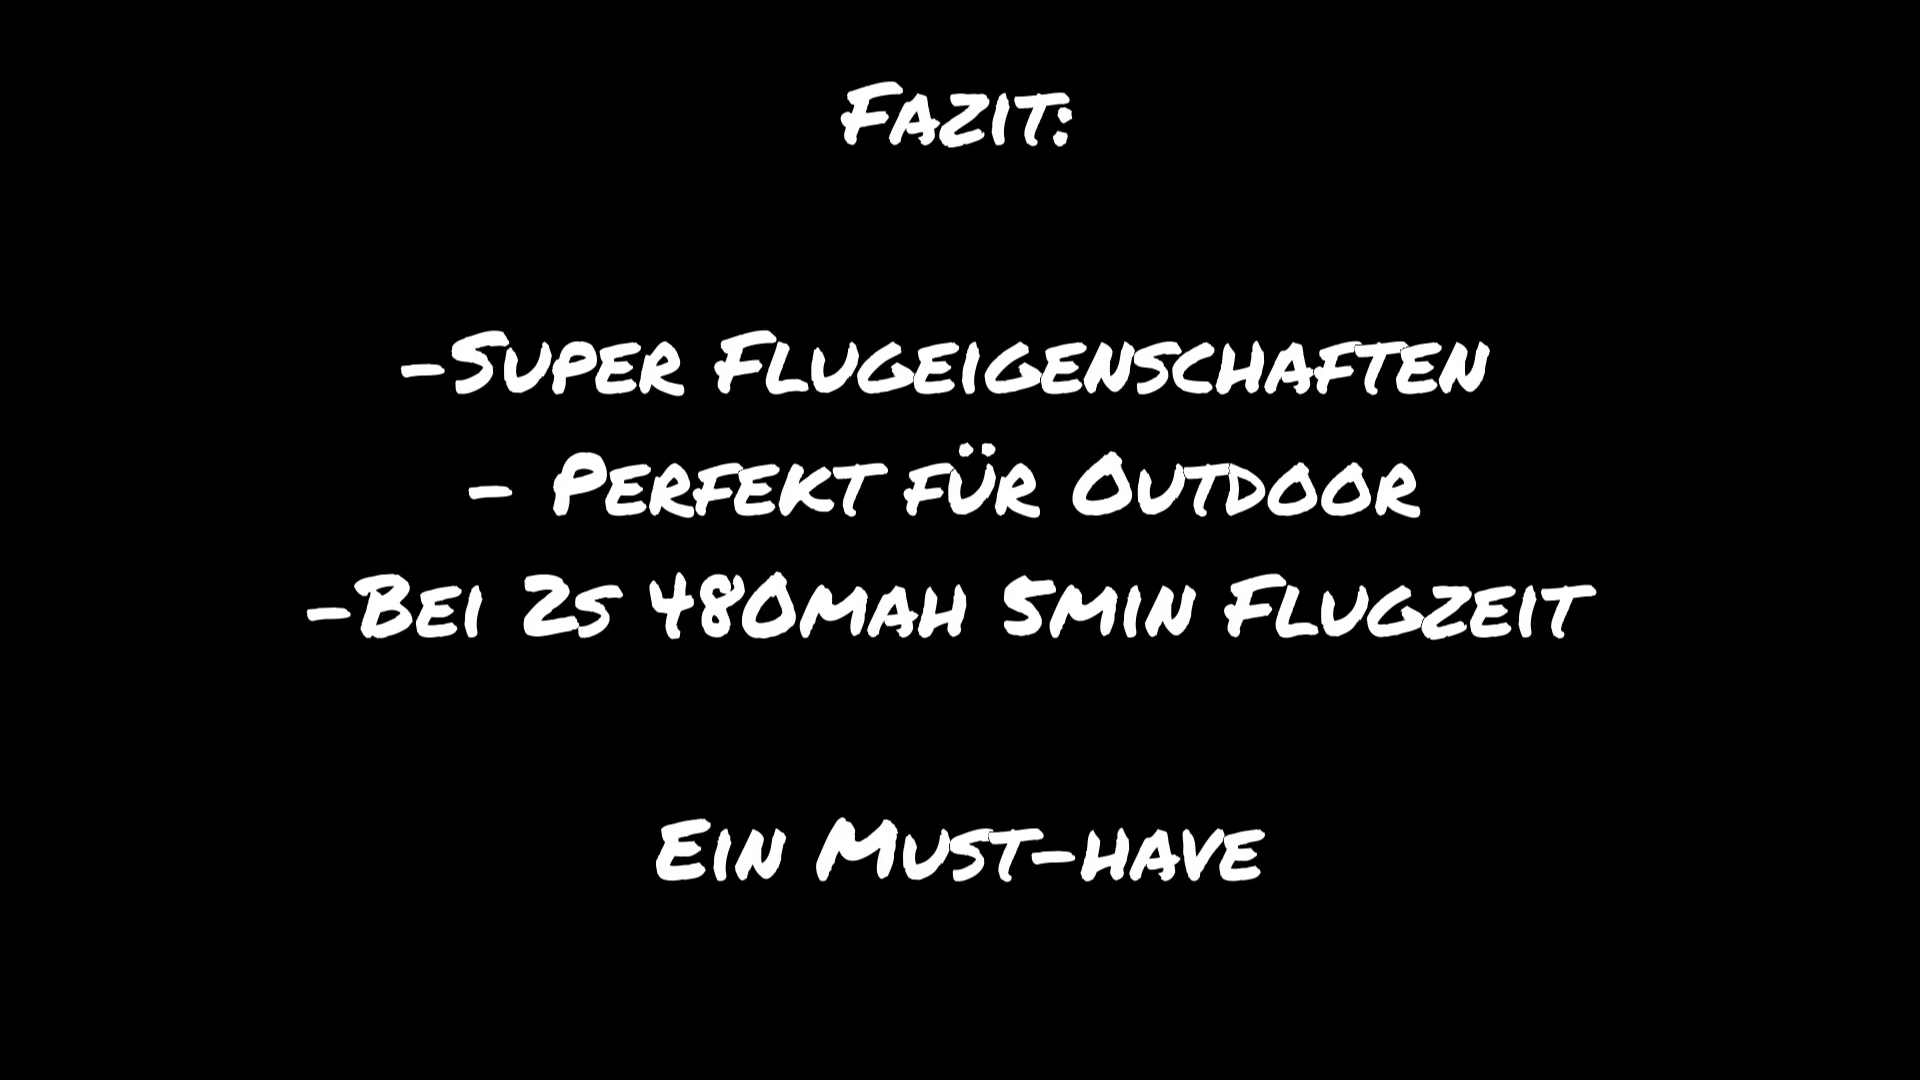 Fazit:
-Super Flugeigenschaften
- Perfekt für Outdoor
-Bei 2s 480mah 5min Flugzeit
Ein Must-have